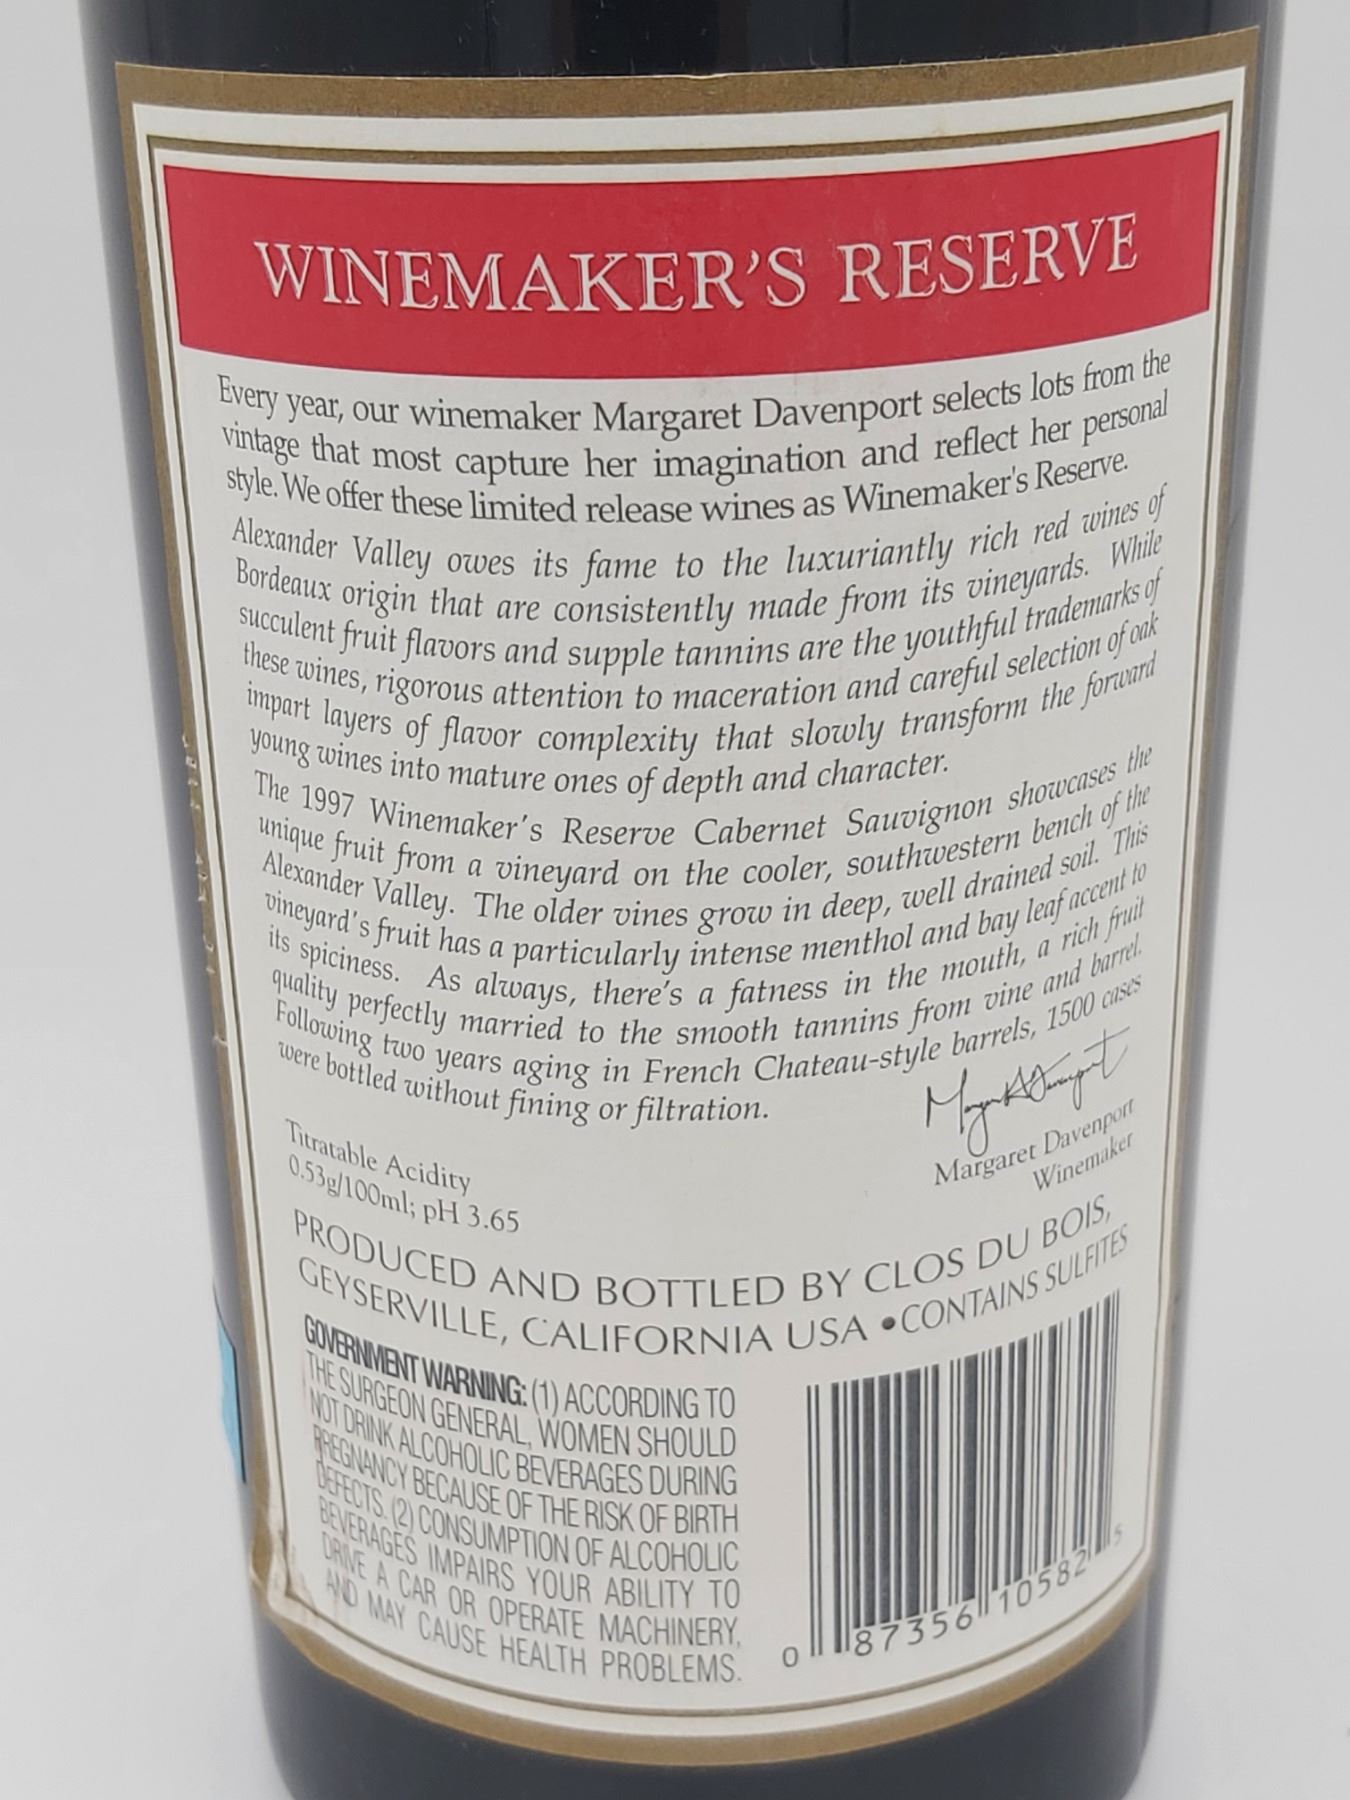 WINEMAKER'S RESERVE
Every year, our winemaker Margaret Davenport selects lots from the
vintage that most capture her imagination and reflect her personal
style. We offer these limited release wines as Winemaker's Reserve.
Alexander Valley owes its fame to the luxuriantly rich red wines of
Bordeaux origin that are consistently made from its vineyards. While
succulent fruit flavors and supple tannins are the youthful trademarks of
these wines, rigorous attention to maceration and careful selection of oak
impart layers of flavor complexity that slowly transform the forward
young wines into mature ones of depth and character.
The 1997 Winemaker's Reserve Cabernet Sauvignon showcases the
unique fruit from a vineyard on the cooler, southwestern bench of the
Alexander Valley. The older vines grow in deep, well drained soil. This
vineyard's fruit has a particularly intense menthol and bay leaf accent to
its spiciness. As always, there's a fatness in the mouth, a rich fruit
quality perfectly married to the smooth tannins from vine and barrel.
Following two years aging in French Chateau-style barrels, 1500 cases
were bottled without fining or filtration.
Margaret Davenport
Winemaker
Titratable Acidity
0.53g/100ml; pH 3.65
PRODUCED AND BOTTLED BY CLOS DU BOIS,
GEYSERVILLE, CALIFORNIA USA •CONTAINS SULFITES
GOVERNMENT WARNING: (1) ACCORDING TO
THE SURGEON GENERAL, WOMEN SHOULD
NOT DRINK ALCOHOLIC BEVERAGES DURING
PREGNANCY BECAUSE OF THE RISK OF BIRTH
DEFECTS. (2) CONSUMPTION OF ALCOHOLIC
BEVERAGES IMPAIRS YOUR ABILITY TO
DRIVE A CAR OR OPERATE MACHINERY,
AND MAY CAUSE HEALTH PROBLEMS.
0 87356 10582 5